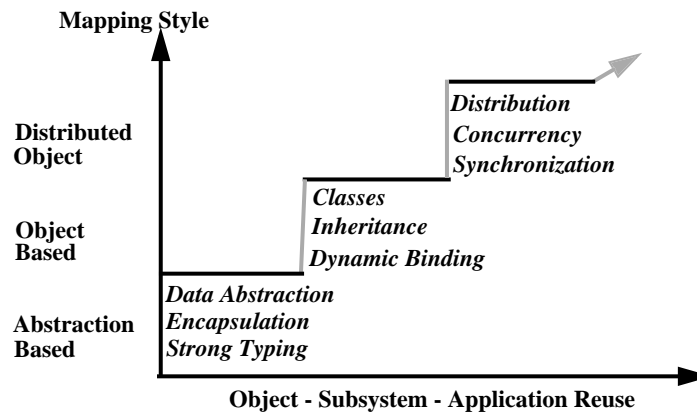 Mapping Style
Distributed
Object
Distribution
Concurrency
Synchronization
Object
Based
Classes
Inheritance
Dynamic Binding
Abstraction
Based
Data Abstraction
Encapsulation
Strong Typing
Object - Subsystem - Application Reuse